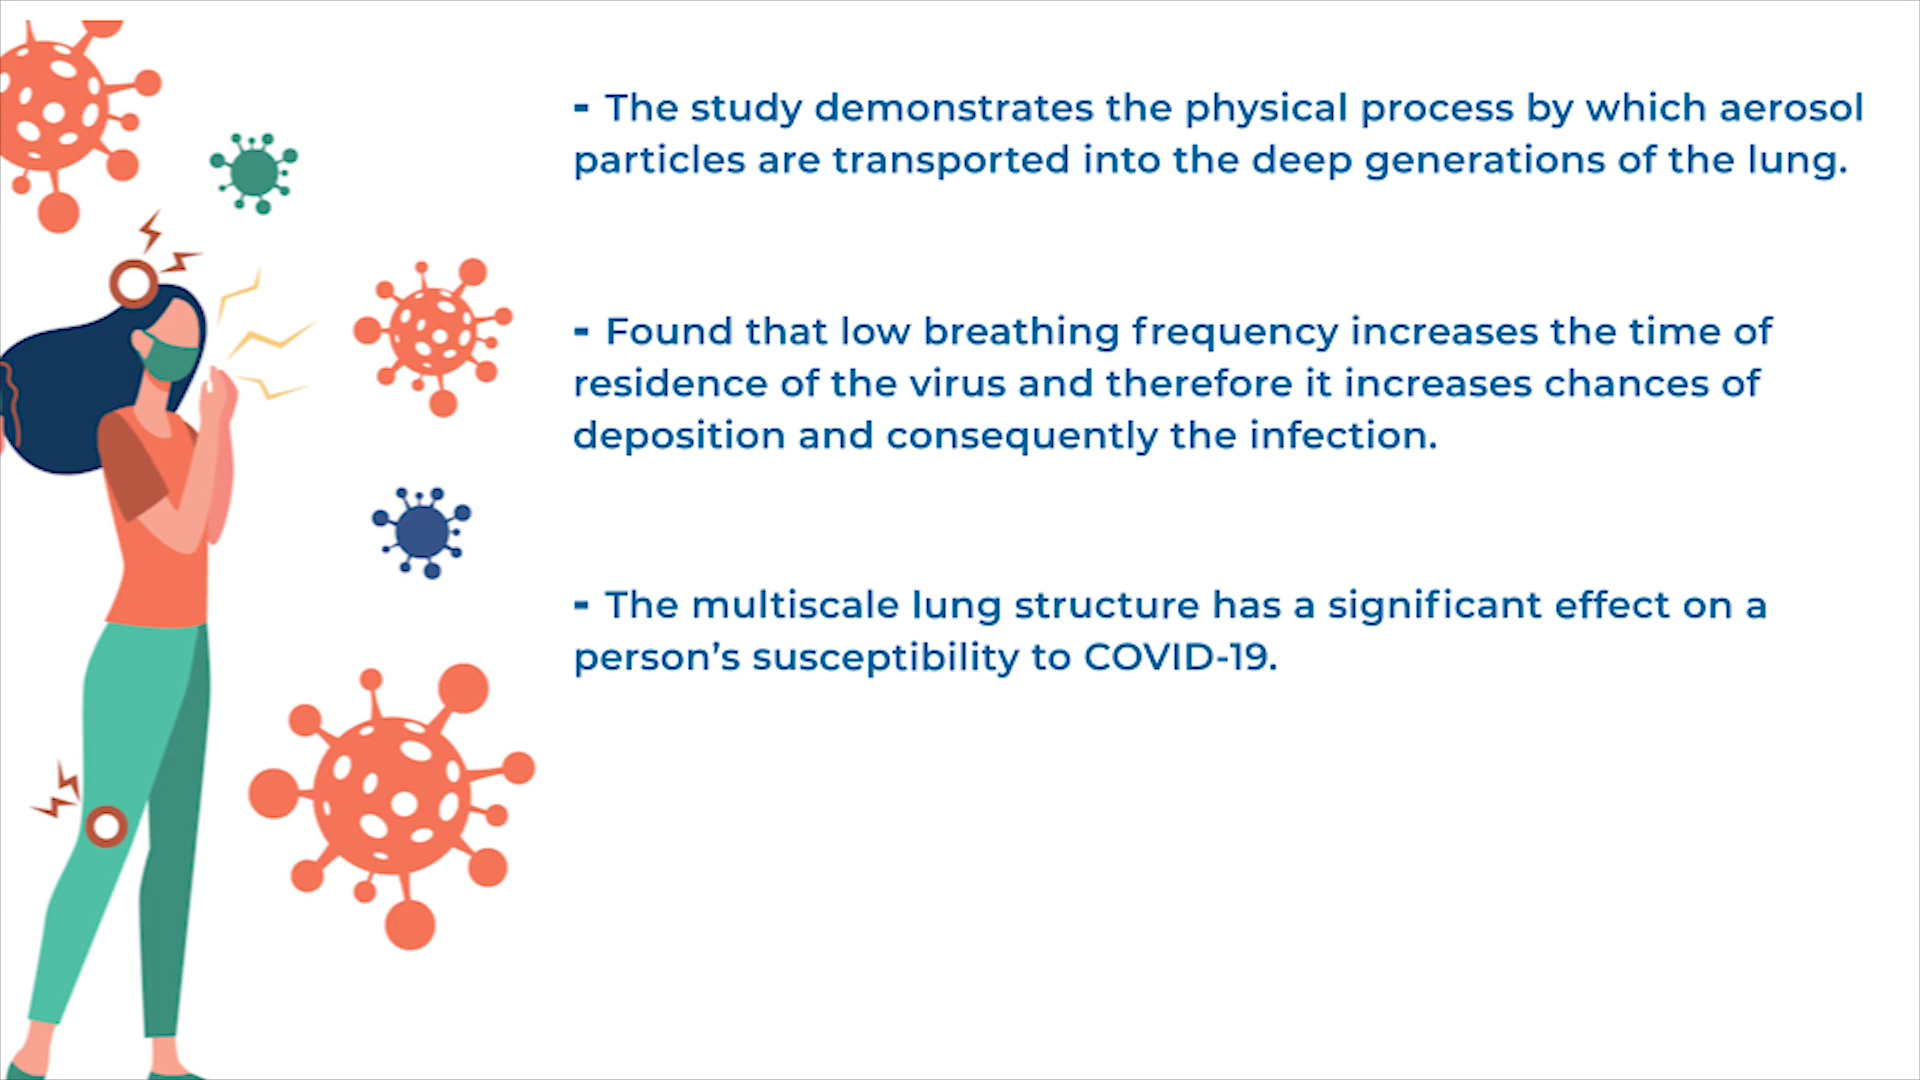 - The study demonstrates the physical process by which aerosol
particles are transported into the deep generations of the lung.
- Found that low breathing frequency increases the time of
residence of the virus and therefore it increases chances of
deposition and consequently the infection.
- The multiscale lung structure has a significant effect on a
person’s susceptibility to COVID-19.